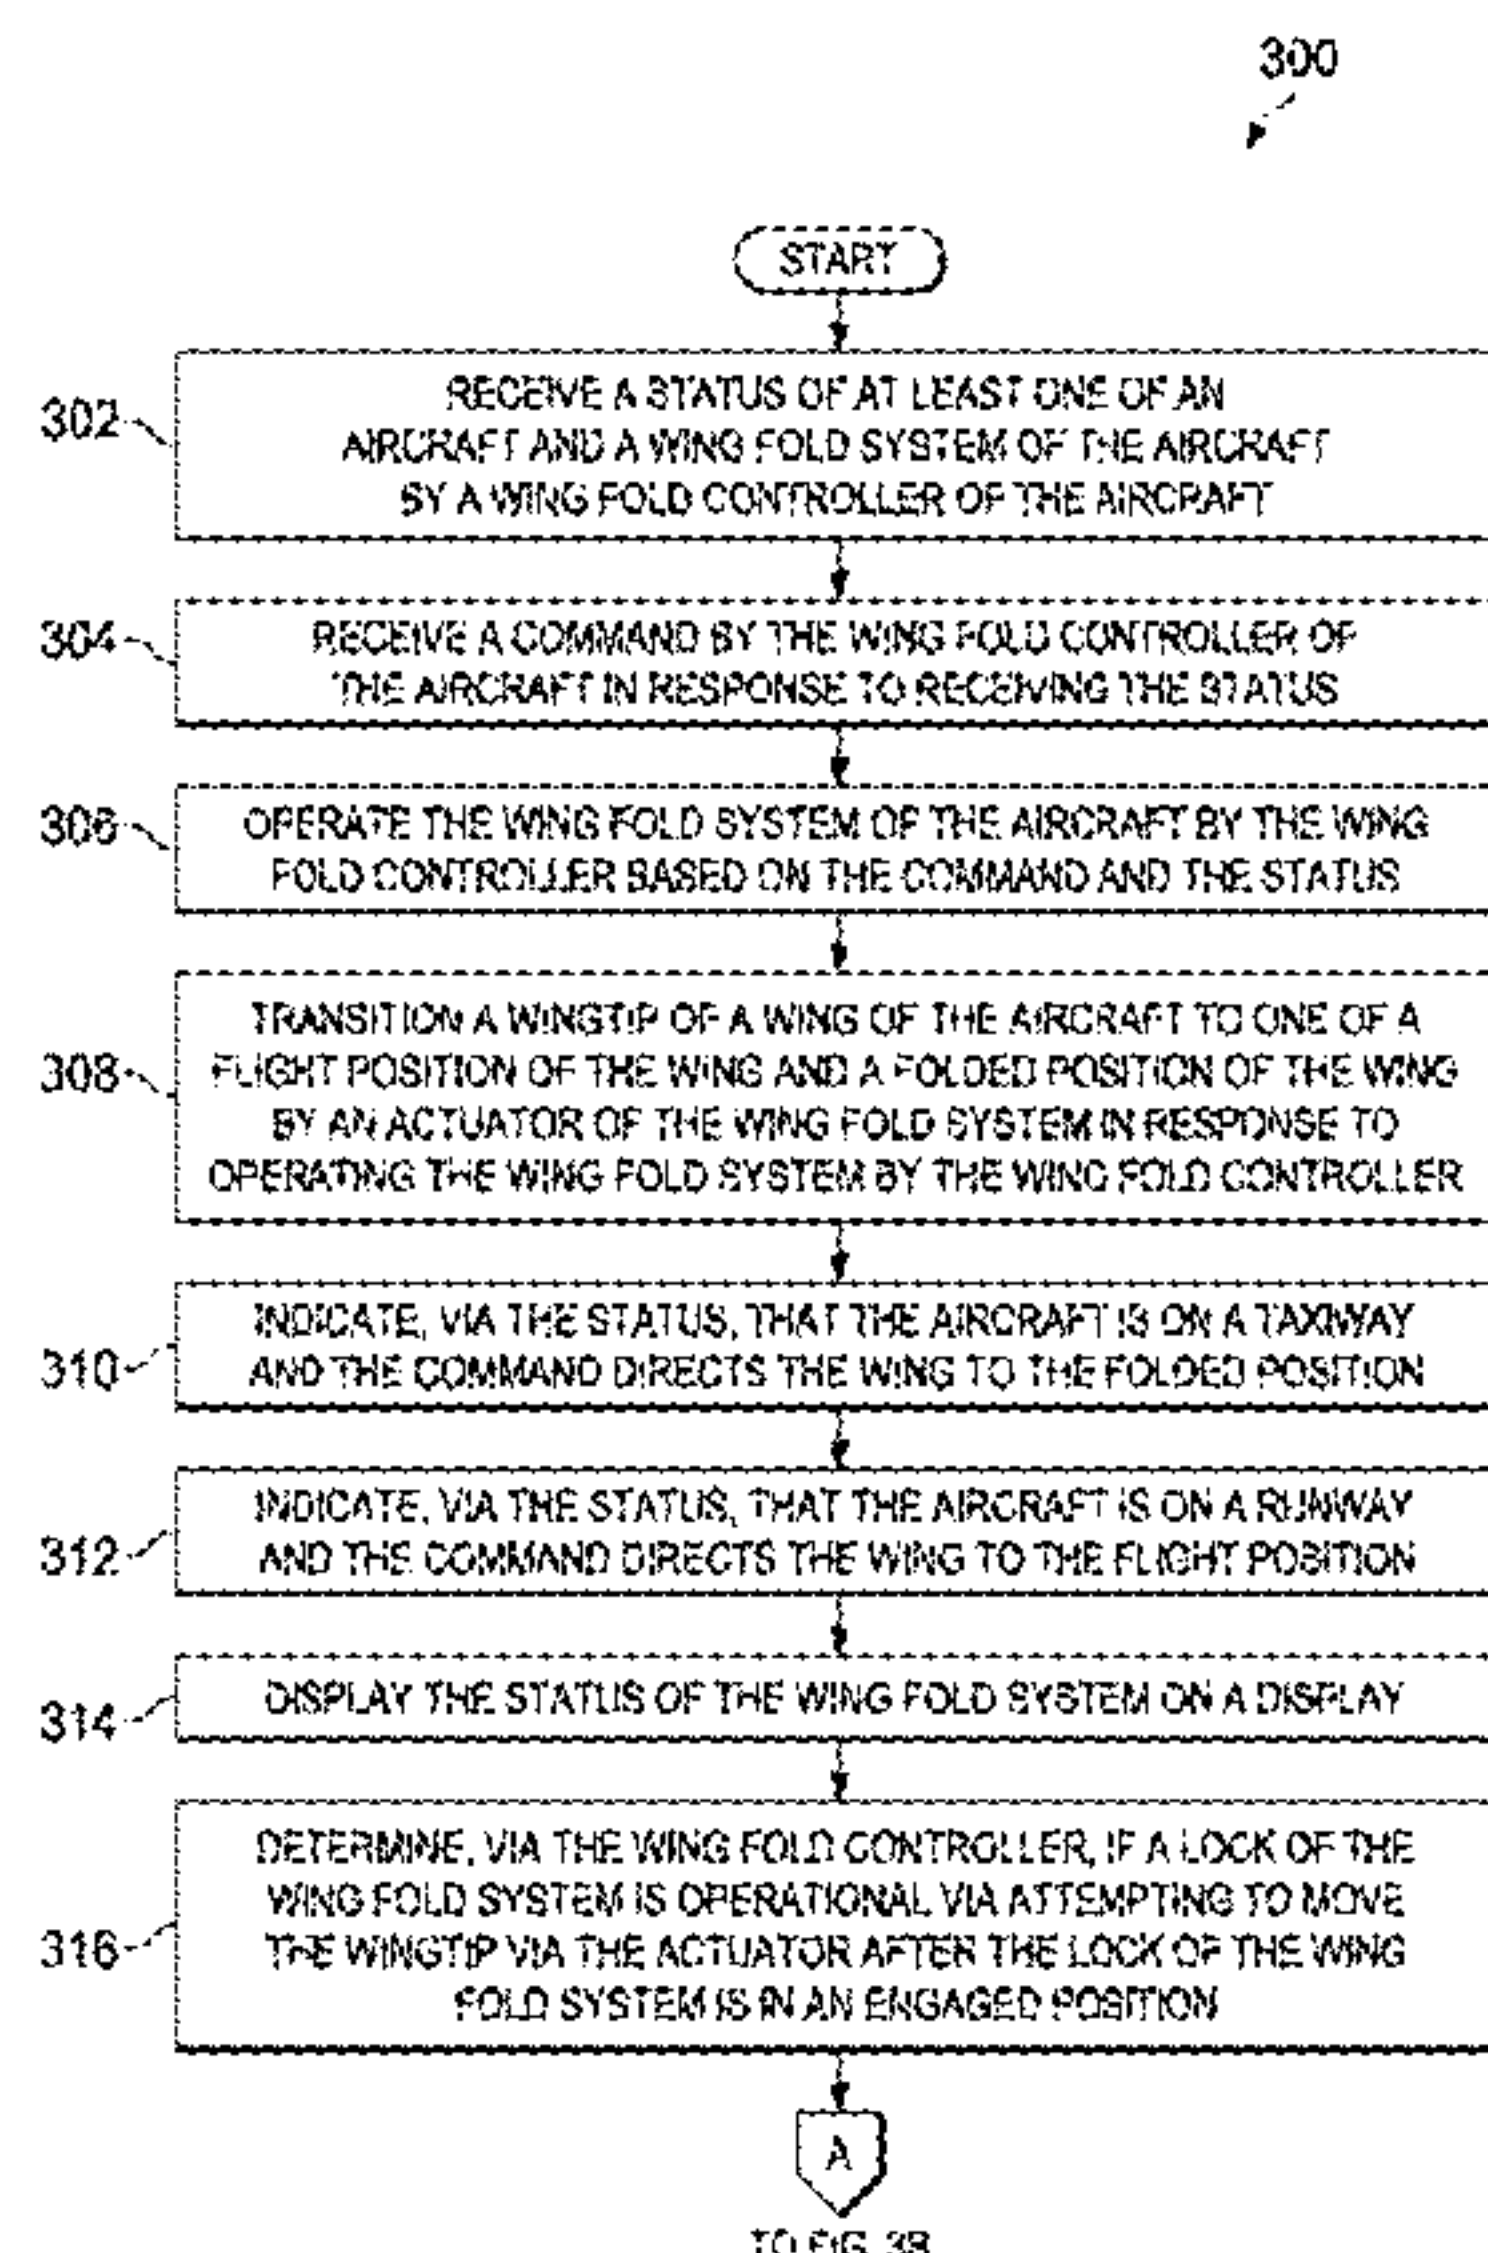 300
START
302
RECEIVE A STATUS OF AT LEAST ONE OF AN
AIRCRAFT AND A WING FOLD SYSTEM OF THE AIRCRAFT
BY A WING FOLD CONTROLLER OF THE AIRCRAFT
304
RECEIVE A COMMAND BY THE WING FOLD CONTROLLER OF
THE AIRCRAFT IN RESPONSE TO RECEIVING THE STATUS
306
OPERATE THE WING FOLD SYSTEM OF THE AIRCRAFT BY THE WING
FOLD CONTROLLER BASED ON THE COMMAND AND THE STATUS
308
TRANSITION A WINGTIP OF A WING OF THE AIRCRAFT TO ONE OF A
FLIGHT POSITION OF THE WING AND A FOLDED POSITION OF THE WING
BY AN ACTUATOR OF THE WING FOLD SYSTEM IN RESPONSE TO
OPERATING THE WING FOLD SYSTEM BY THE WING FOLD CONTROLLER
310
INDICATE, VIA THE STATUS, THAT THE AIRCRAFT IS ON A TAXIWAY
AND THE COMMAND DIRECTS THE WING TO THE FOLDED POSITION
312
INDICATE, VIA THE STATUS, THAT THE AIRCRAFT IS ON A RUNWAY
AND THE COMMAND DIRECTS THE WING TO THE FLIGHT POSITION
314
DISPLAY THE STATUS OF THE WING FOLD SYSTEM ON A DISPLAY
316
DETERMINE, VIA THE WING FOLD CONTROLLER, IF A LOCK OF THE
WING FOLD SYSTEM IS OPERATIONAL VIA ATTEMPTING TO MOVE
THE WINGTIP VIA THE ACTUATOR AFTER THE LOCK OF THE WING
FOLD SYSTEM IS IN AN ENGAGED POSITION
A
TO FIG. 3B